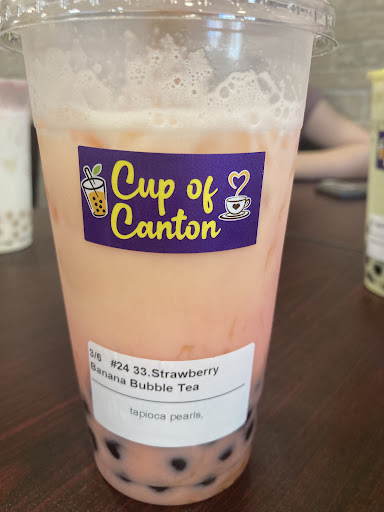 Cup of
Canton
3/6 #24 33.Strawberry
Banana Bubble Tea
tapioca pearls,